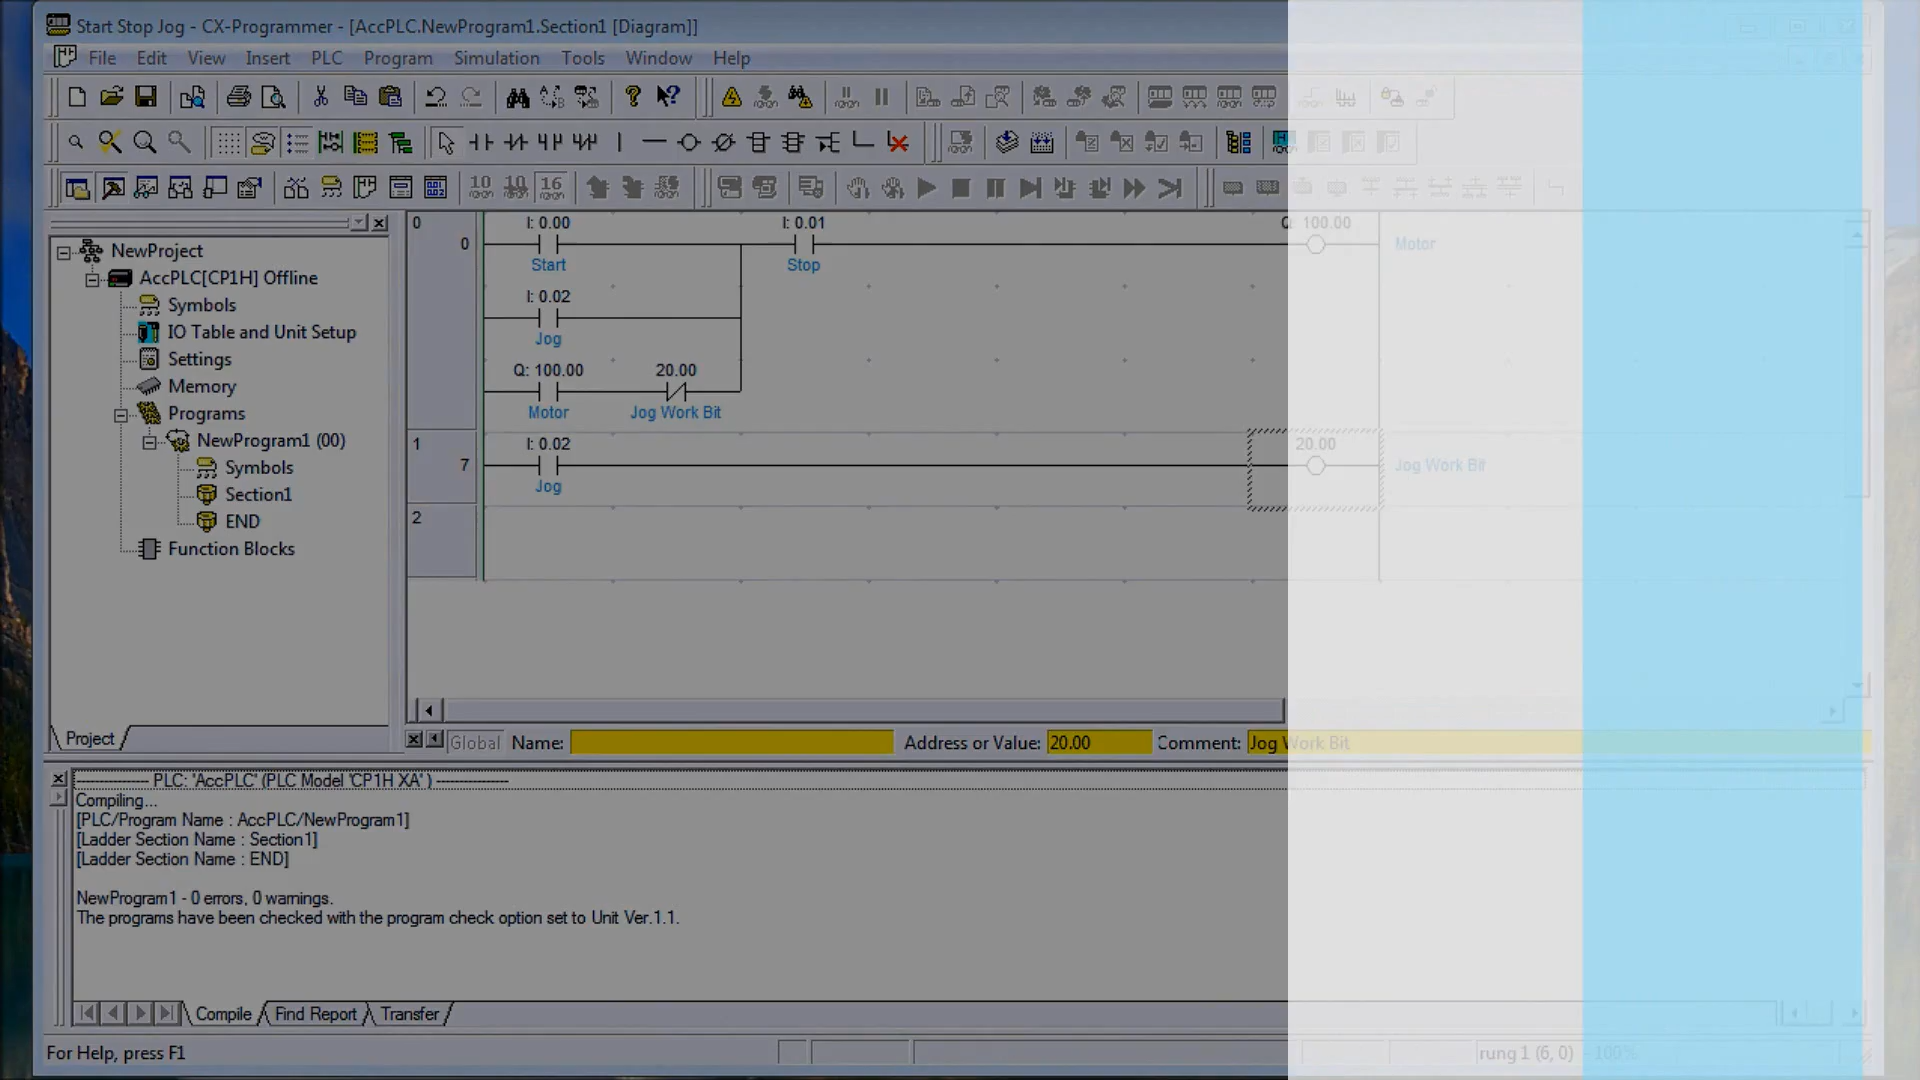 Start Stop Jog - CX-Programmer - [AccPLC.NewProgram1.Section1 [Diagram]]
File Edit View Insert PLC Program Simulation Tools Window Help
10 10 16
NewProject
AccPLC[CP1H] Offline
Symbols
IO Table and Unit Setup
Settings
Memory
Programs
NewProgram1 (00)
Symbols
Section1
END
Function Blocks
Project
0
0
I: 0.00
Start
I: 0.01
Stop
Q: 100.00
Motor
I: 0.02
Jog
Q: 100.00
Motor
20.00
Jog Work Bit
1
7
I: 0.02
Jog
20.00
Jog Work Bit
2
Global Name: Address or Value: 20.00 Comment: Jog Work Bit
---------------- PLC: 'AccPLC' (PLC Model 'CP1H XA') ----------------
Compiling...
[PLC/Program Name : AccPLC/NewProgram1]
[Ladder Section Name : Section1]
[Ladder Section Name : END]
NewProgram1 - 0 errors, 0 warnings.
The programs have been checked with the program check option set to Unit Ver.1.1.
Compile Find Report Transfer
For Help, press F1
rung 1 (6, 0) - 100%